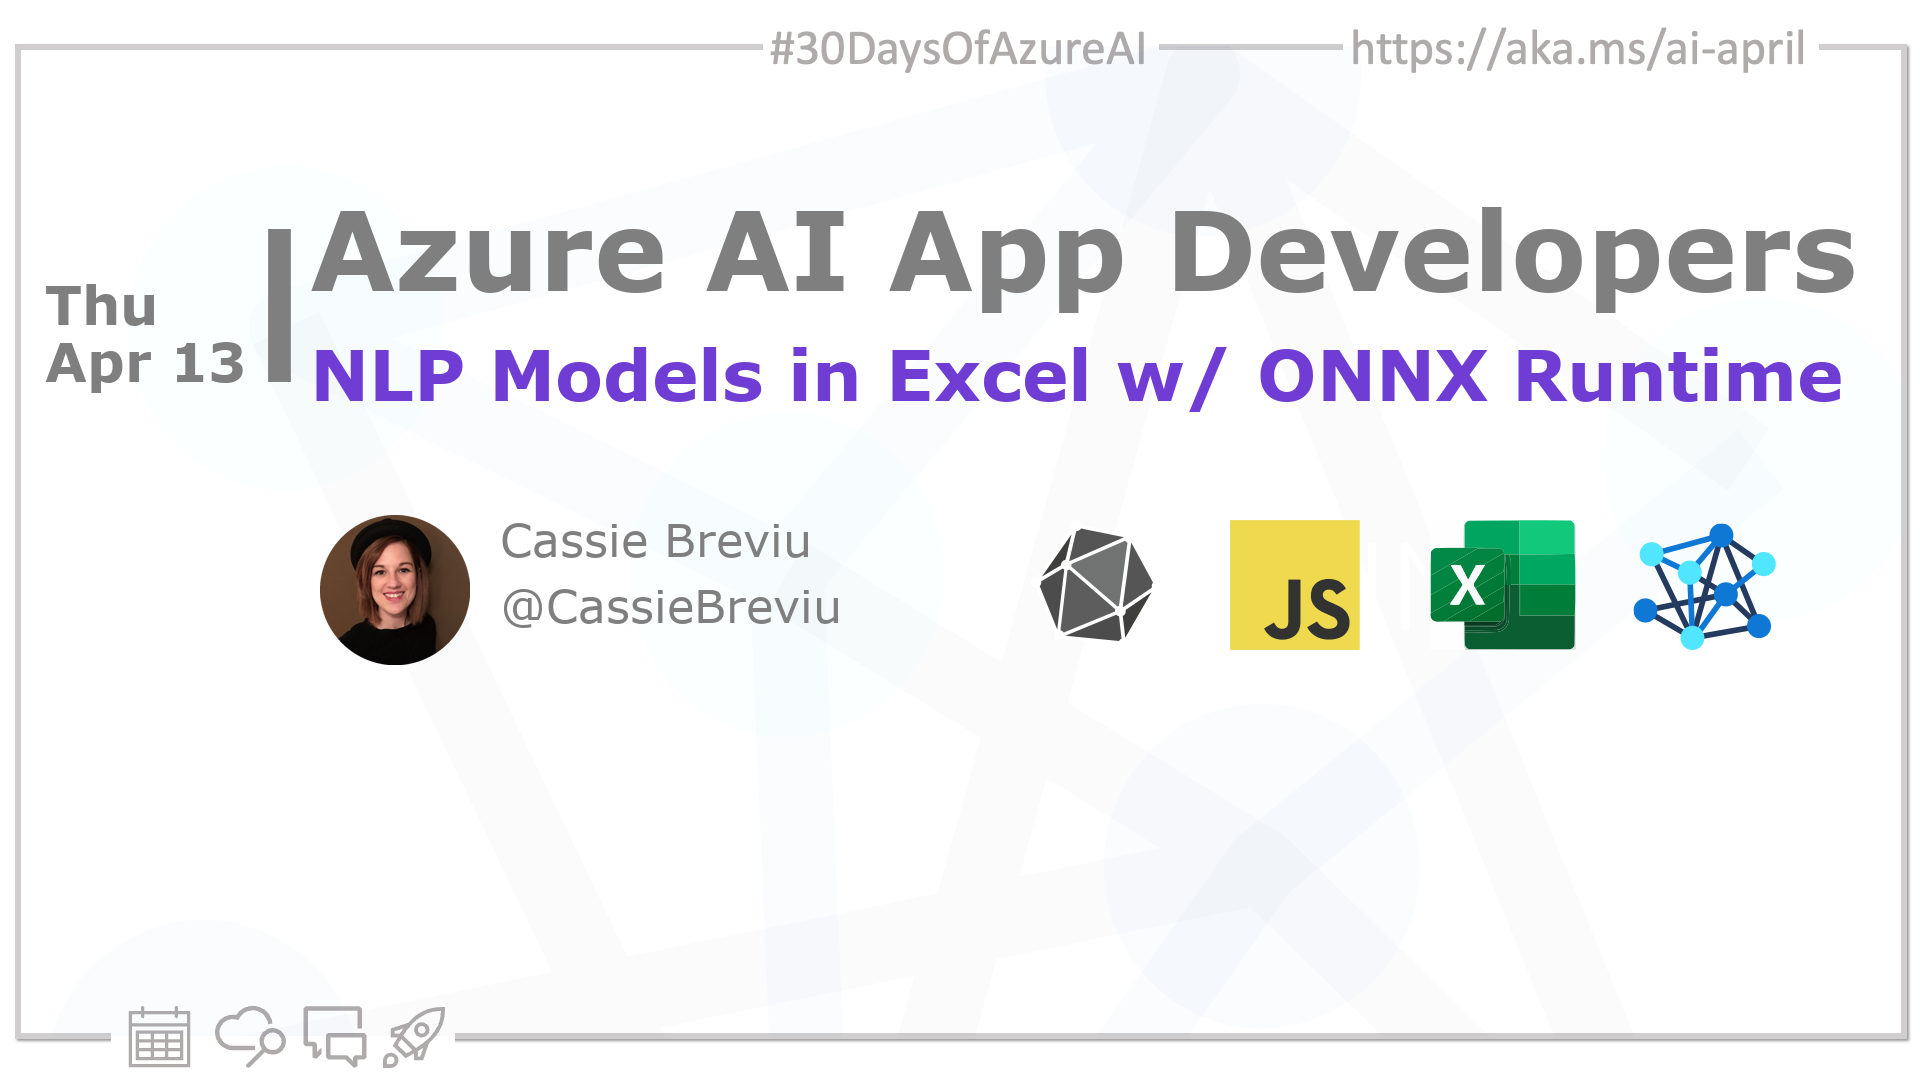 #30DaysOfAzureAI
https://aka.ms/ai-april
Thu
Apr 13
Azure AI App Developers
NLP Models in Excel w/ ONNX Runtime
Cassie Breviu
@CassieBreviu
JS
X